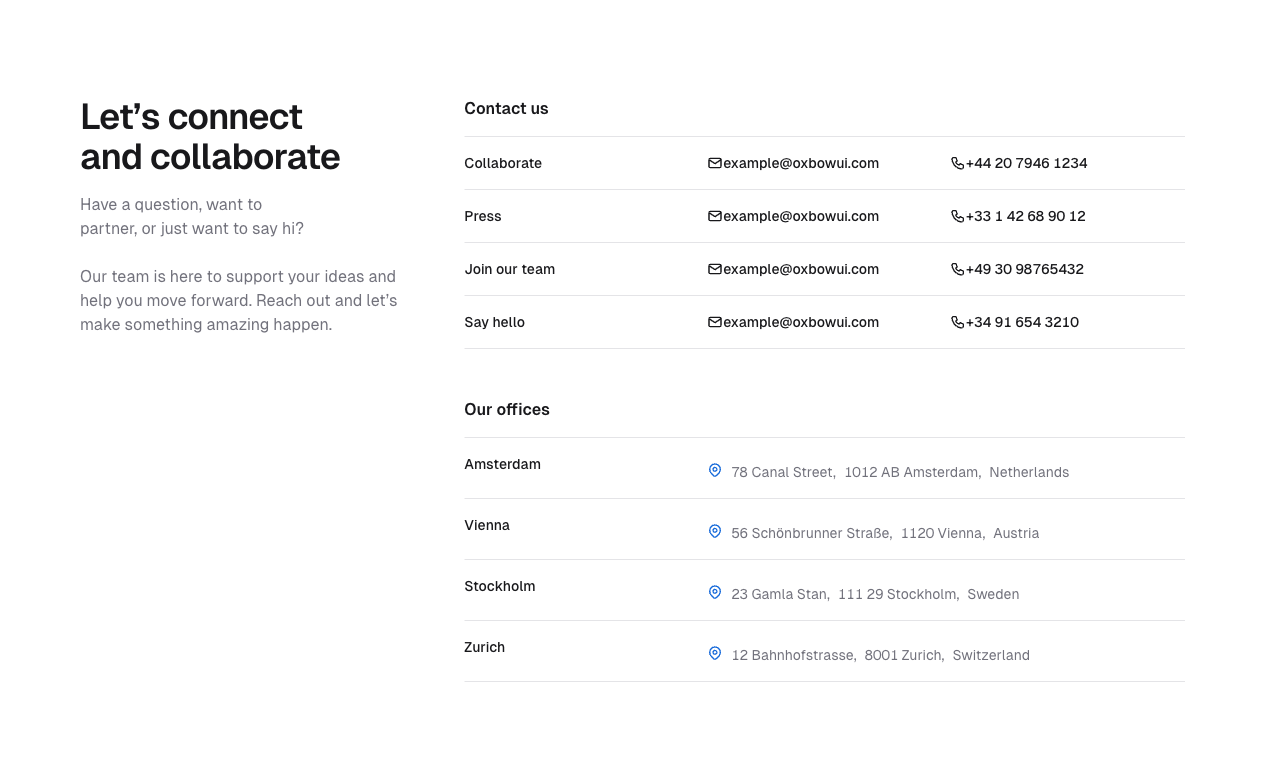 Let’s connect
and collaborate
Have a question, want to
partner, or just want to say hi?
Our team is here to support your ideas and
help you move forward. Reach out and let’s
make something amazing happen.
Contact us
Collaborate example@oxbowui.com +44 20 7946 1234
Press example@oxbowui.com +33 1 42 68 90 12
Join our team example@oxbowui.com +49 30 98765432
Say hello example@oxbowui.com +34 91 654 3210
Our offices
Amsterdam 78 Canal Street, 1012 AB Amsterdam, Netherlands
Vienna 56 Schönbrunner Straße, 1120 Vienna, Austria
Stockholm 23 Gamla Stan, 111 29 Stockholm, Sweden
Zurich 12 Bahnhofstrasse, 8001 Zurich, Switzerland